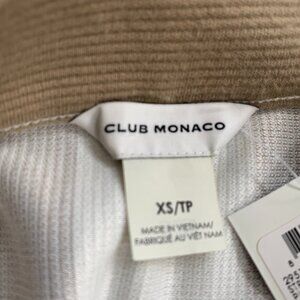 CLUB MONACO
XS/TP
MADE IN VIETNAM/
FABRIQUÉ AU VIÊT NAM